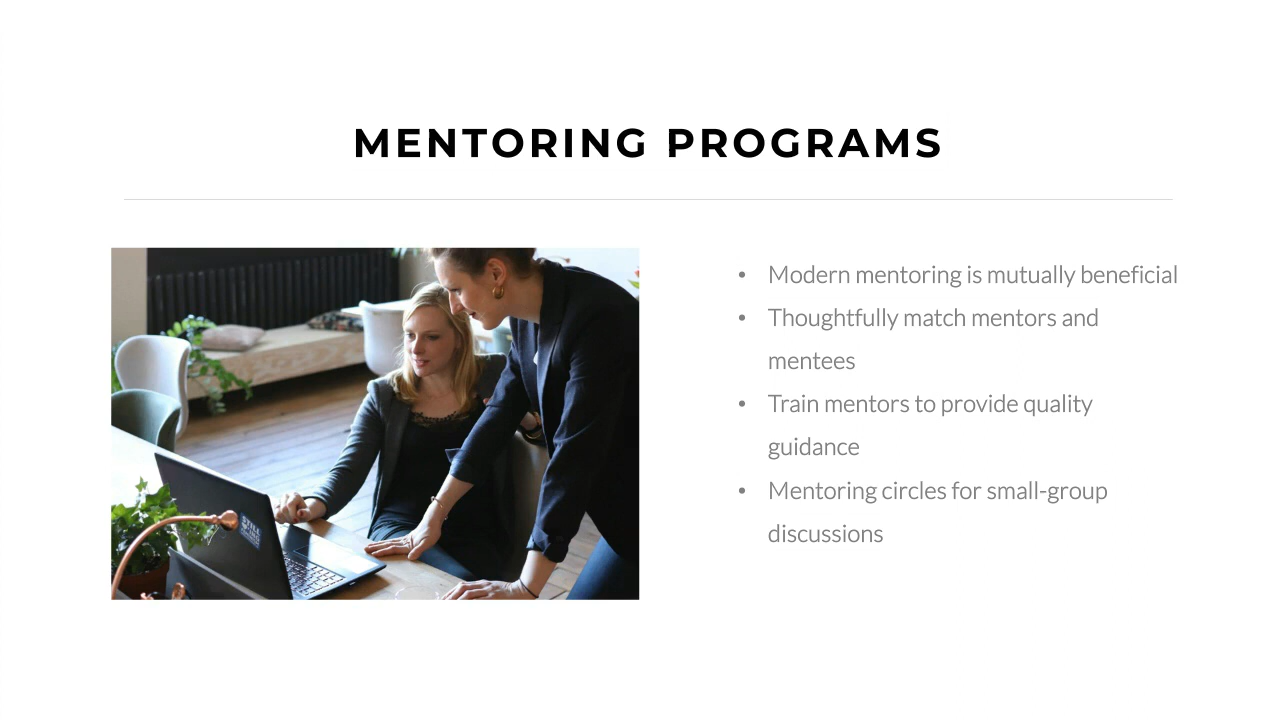 MENTORING PROGRAMS
• Modern mentoring is mutually beneficial
• Thoughtfully match mentors and
mentees
• Train mentors to provide quality
guidance
• Mentoring circles for small-group
discussions
STILL